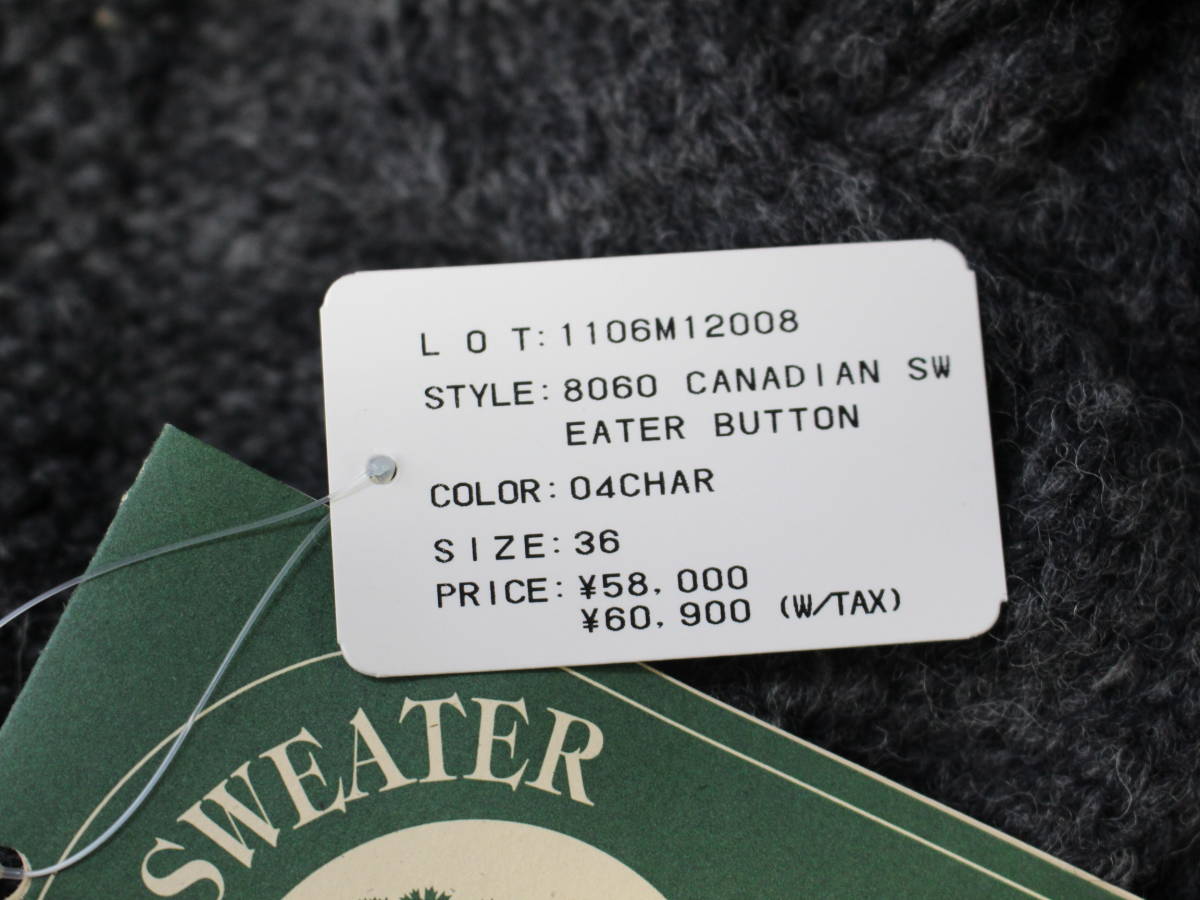 L O T: 1106M12008
STYLE: 8060 CANADIAN SW
EATER BUTTON
COLOR: 04CHAR
SIZE: 36
PRICE: ¥58,000
¥60,900 (W/TAX)
SWEATER